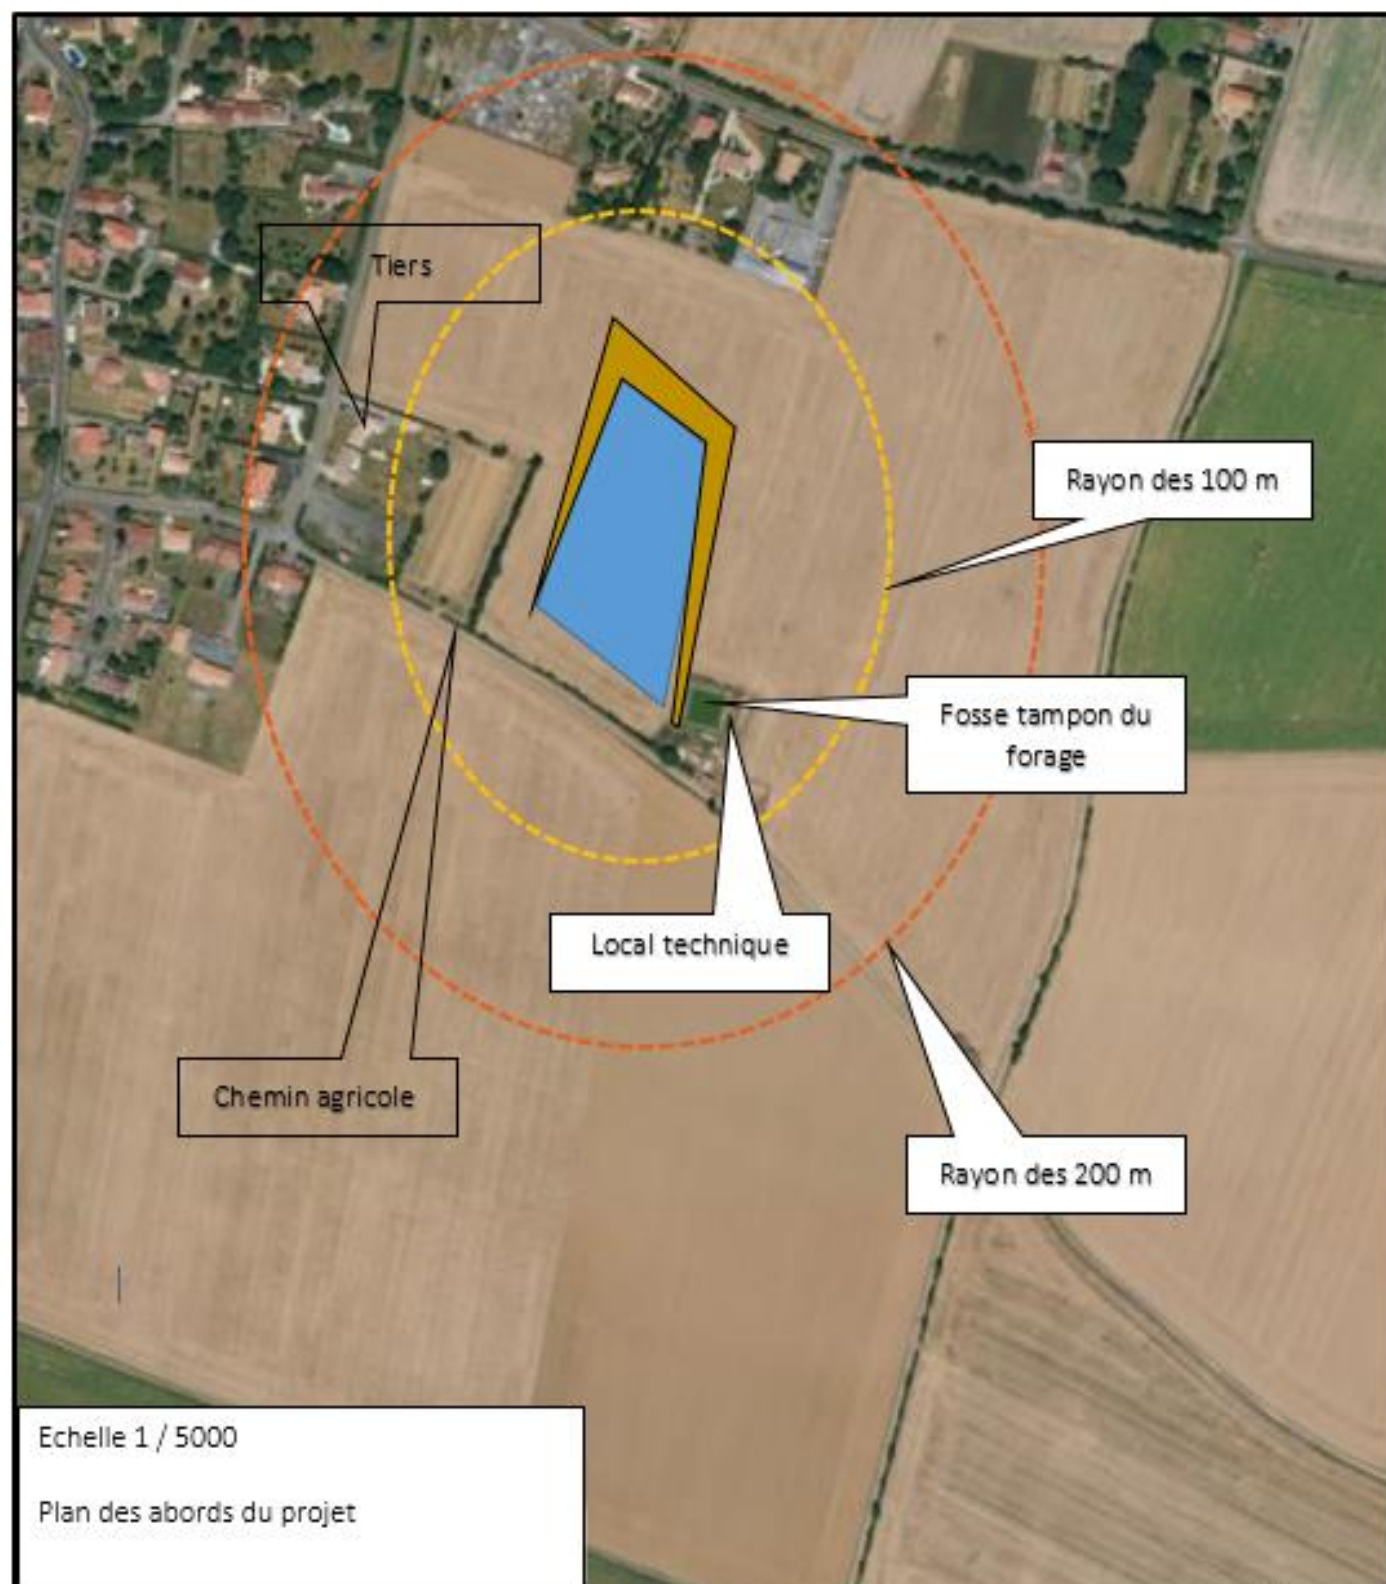 Tiers
Rayon des 100 m
Fosse tampon du
forage
Local technique
Chemin agricole
Rayon des 200 m
Echelle 1 / 5000
Plan des abords du projet